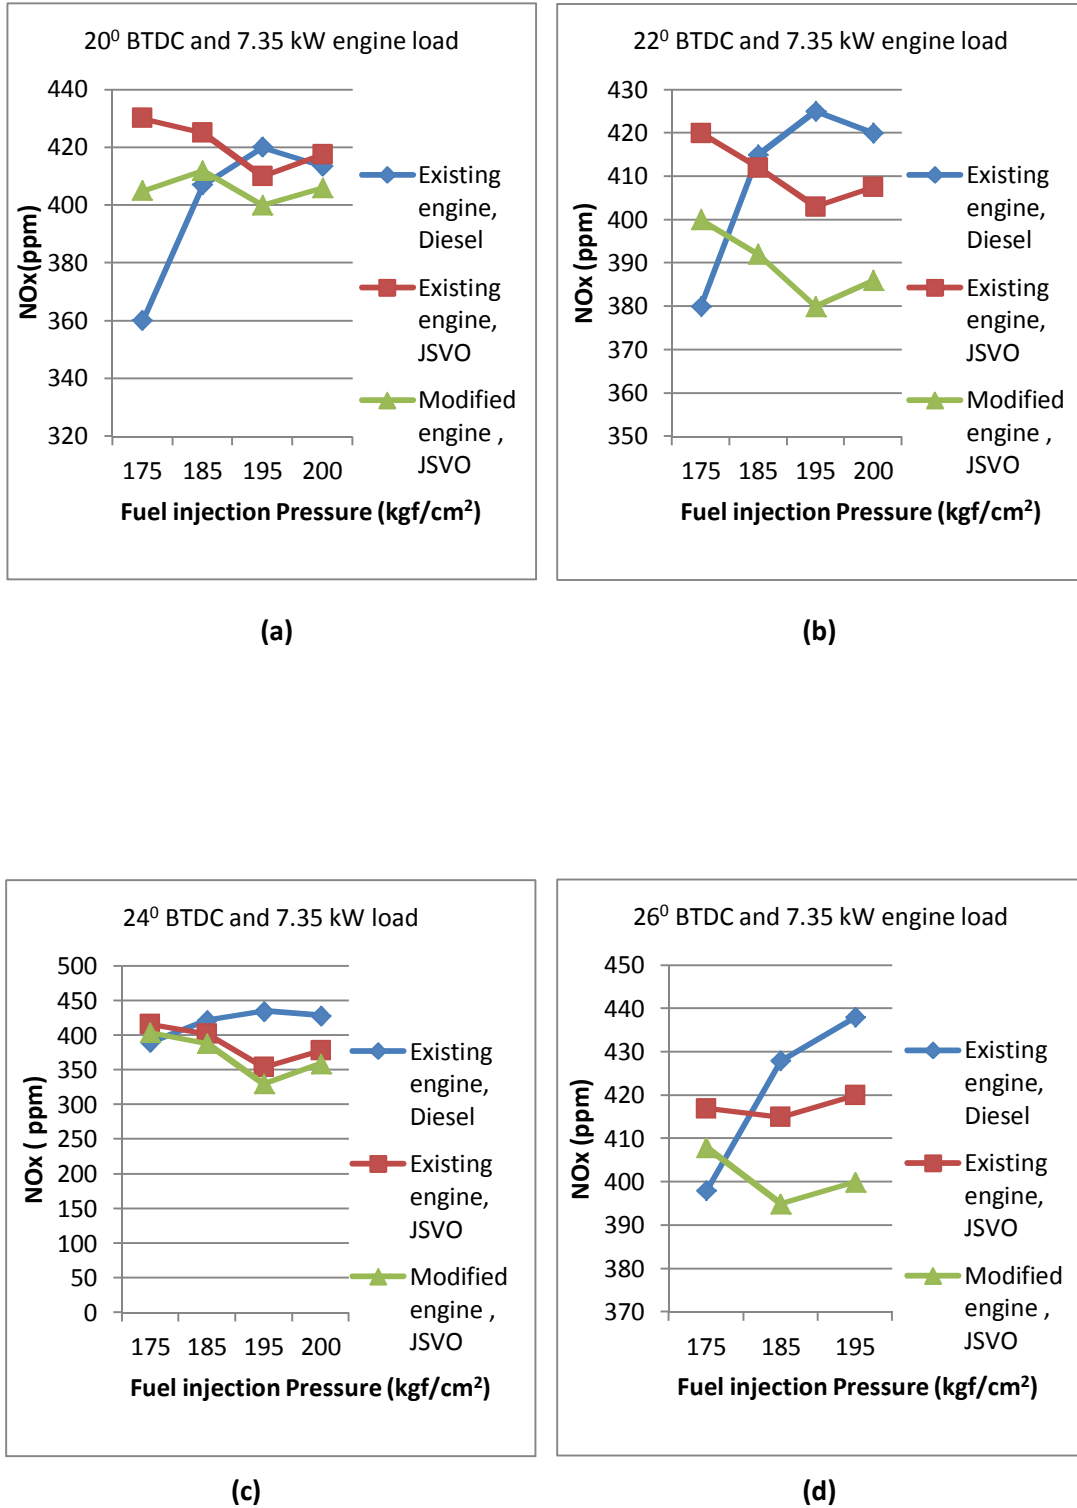 20⁰ BTDC and 7.35 kW engine load
440
420
400
380
360
340
320
NOx(ppm)
175 185 195 200
Fuel injection Pressure (kgf/cm²)
Existing
engine,
Diesel
Existing
engine,
JSVO
Modified
engine ,
JSVO
(a)
22⁰ BTDC and 7.35 kW engine load
430
420
410
400
390
380
370
360
350
NOx (ppm)
175 185 195 200
Fuel injection Pressure (kgf/cm²)
Existing
engine,
Diesel
Existing
engine,
JSVO
Modified
engine ,
JSVO
(b)
24⁰ BTDC and 7.35 kW load
500
450
400
350
300
250
200
150
100
50
0
NOx ( ppm)
175 185 195 200
Fuel injection Pressure (kgf/cm²)
Existing
engine,
Diesel
Existing
engine,
JSVO
Modified
engine ,
JSVO
(c)
26⁰ BTDC and 7.35 kW engine load
450
440
430
420
410
400
390
380
370
NOx (ppm)
175 185 195
Fuel injection Pressure (kgf/cm²)
Existing
engine,
Diesel
Existing
engine,
JSVO
Modified
engine ,
JSVO
(d)